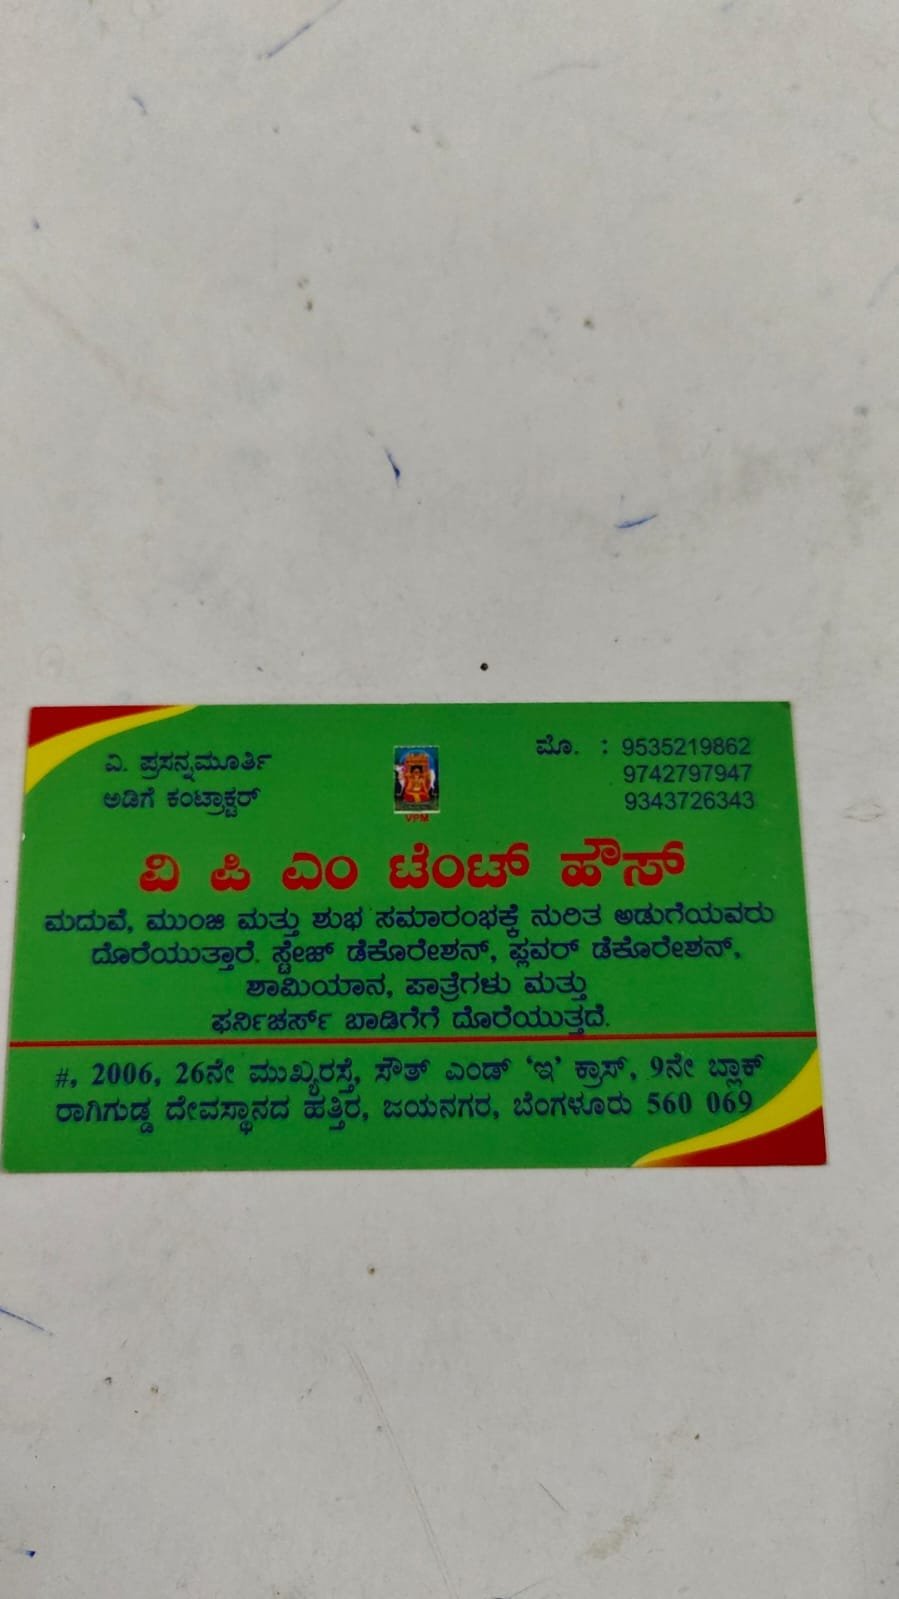 ವಿ. ಪ್ರಸನ್ನಮೂರ್ತಿ
ಅಡಿಗೆ ಕಂಟ್ರಾಕ್ಟರ್
VPM
ಮೊ. : 9535219862
9742797947
9343726343
ವಿ ಪಿ ಎಂ ಟೆಂಟ್ ಹೌಸ್
ಮದುವೆ, ಮುಂಜಿ ಮತ್ತು ಶುಭ ಸಮಾರಂಭಕ್ಕೆ ನುರಿತ ಅಡುಗೆಯವರು
ದೊರೆಯುತ್ತಾರೆ. ಸ್ಟೇಜ್ ಡೆಕೊರೇಶನ್, ಫ್ಲವರ್ ಡೆಕೊರೇಶನ್,
ಶಾಮಿಯಾನ, ಪಾತ್ರೆಗಳು ಮತ್ತು
ಫರ್ನಿಚರ್ಸ್ ಬಾಡಿಗೆಗೆ ದೊರೆಯುತ್ತದೆ.
#, 2006, 26ನೇ ಮುಖ್ಯರಸ್ತೆ, ಸೌತ್ ಎಂಡ್ 'ಇ' ಕ್ರಾಸ್, 9ನೇ ಬ್ಲಾಕ್
ರಾಗಿಗುಡ್ಡ ದೇವಸ್ಥಾನದ ಹತ್ತಿರ, ಜಯನಗರ, ಬೆಂಗಳೂರು 560 069